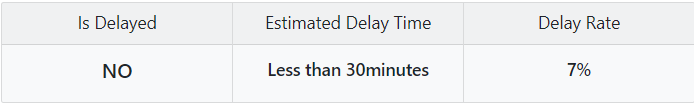 Is Delayed Estimated Delay Time Delay Rate
NO Less than 30minutes 7%